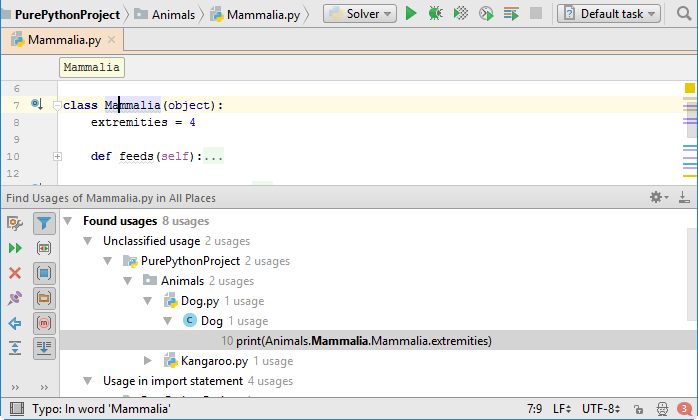 PurePythonProject Animals Mammalia.py Solver Default task
Mammalia.py
Mammalia
6
7 class Mammalia(object):
8 extremities = 4
9
10 def feeds(self):...
12
Find Usages of Mammalia.py in All Places
Found usages 8 usages
Unclassified usage 2 usages
PurePythonProject 2 usages
Animals 2 usages
Dog.py 1 usage
C Dog 1 usage
10 print(Animals.Mammalia.Mammalia.extremities)
Kangaroo.py 1 usage
Usage in import statement 4 usages
Typo: In word 'Mammalia' 7:9 LF UTF-8 3